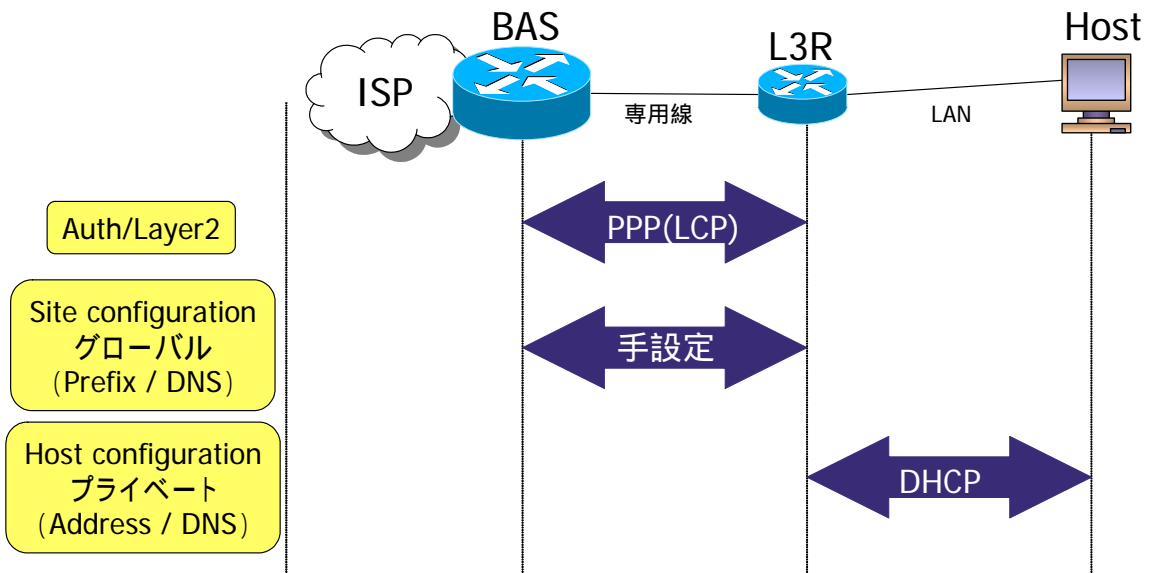 BAS
L3R
Host
ISP
専用線
LAN
Auth/Layer2
PPP(LCP)
Site configuration
グローバル
(Prefix / DNS)
手設定
Host configuration
プライベート
(Address / DNS)
DHCP